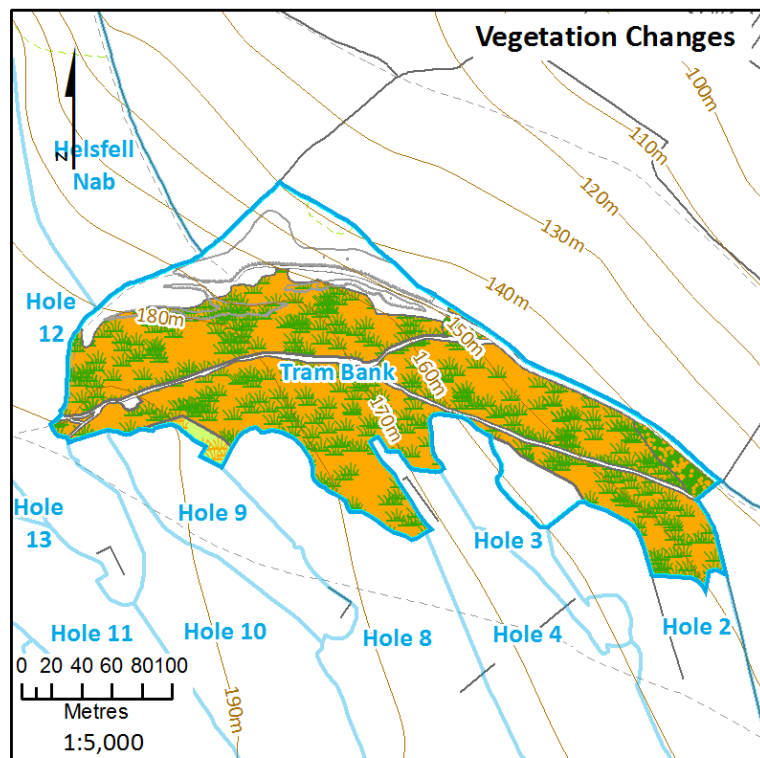 Vegetation Changes
100m
110m
120m
130m
140m
150m
160m
170m
180m
190m
N
Helsfell
Nab
Hole
12
Tram Bank
Hole
13
Hole 9
Hole 3
Hole 11
Hole 10
Hole 8
Hole 4
Hole 2
0 20 40 60 80100
Metres
1:5,000